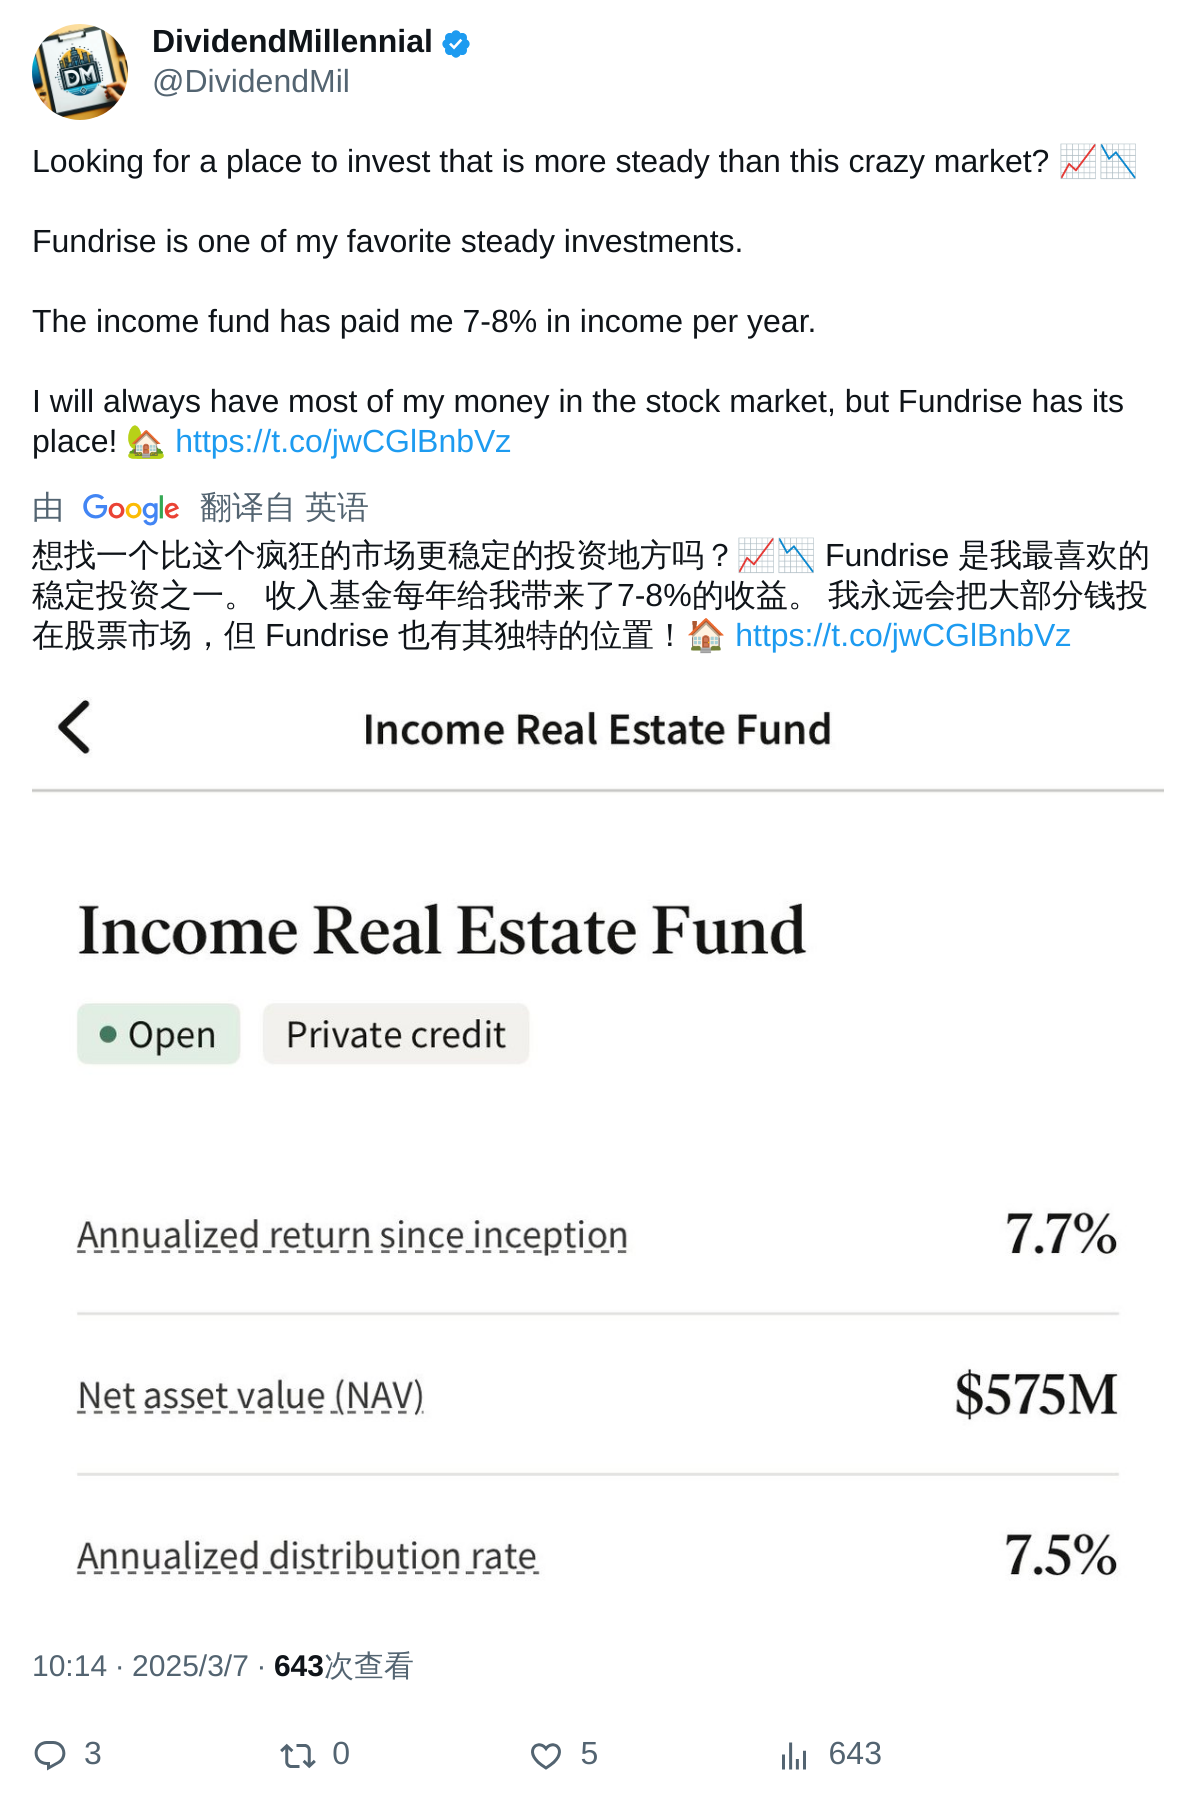 DividendMillennial
@DividendMil
DM
Looking for a place to invest that is more steady than this crazy market? 📈📉
Fundrise is one of my favorite steady investments.
The income fund has paid me 7-8% in income per year.
I will always have most of my money in the stock market, but Fundrise has its
place! 🏡 https://t.co/jwCGlBnbVz
由 Google 翻译自 英语
想找一个比这个疯狂的市场更稳定的投资地方吗？📈📉 Fundrise 是我最喜欢的
稳定投资之一。 收入基金每年给我带来了7-8%的收益。 我永远会把大部分钱投
在股票市场，但 Fundrise 也有其独特的位置！🏠 https://t.co/jwCGlBnbVz
Income Real Estate Fund
Income Real Estate Fund
Open Private credit
Annualized return since inception 7.7%
Net asset value (NAV) $575M
Annualized distribution rate 7.5%
10:14 · 2025/3/7 · 643次查看
3 0 5 643